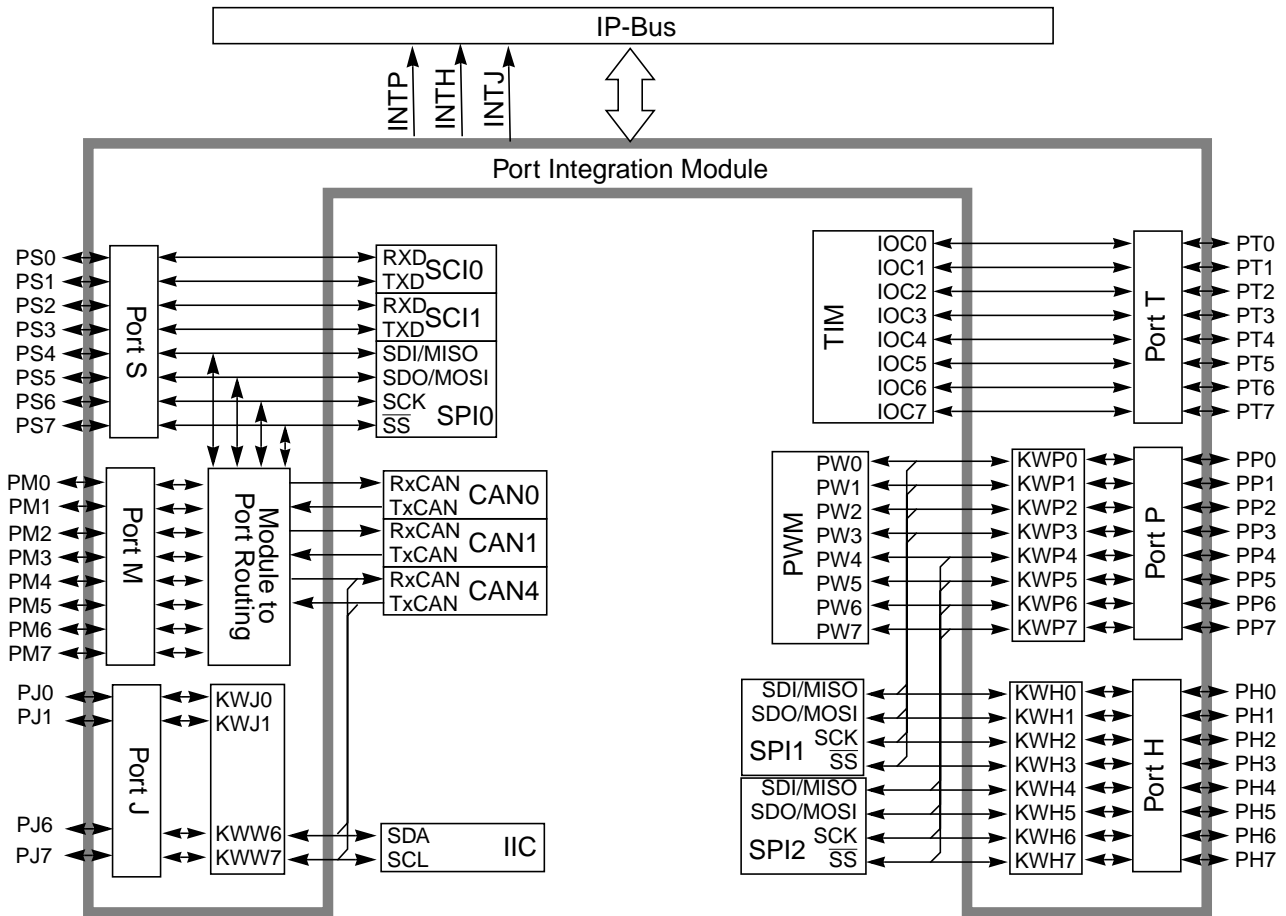 IP-Bus
INTP
INTH
INTJ
Port Integration Module
PS0
PS1
PS2
PS3
PS4
PS5
PS6
PS7
Port S
RXD
TXD
SCI0
RXD
TXD
SCI1
SDI/MISO
SDO/MOSI
SCK
SS
SPI0
PM0
PM1
PM2
PM3
PM4
PM5
PM6
PM7
Port M
Module to
Port Routing
RxCAN
TxCAN
CAN0
RxCAN
TxCAN
CAN1
RxCAN
TxCAN
CAN4
PJ0
PJ1
PJ6
PJ7
Port J
KWJ0
KWJ1
KWW6
KWW7
SDA
SCL
IIC
TIM
IOC0
IOC1
IOC2
IOC3
IOC4
IOC5
IOC6
IOC7
Port T
PT0
PT1
PT2
PT3
PT4
PT5
PT6
PT7
PWM
PW0
PW1
PW2
PW3
PW4
PW5
PW6
PW7
KWP0
KWP1
KWP2
KWP3
KWP4
KWP5
KWP6
KWP7
Port P
PP0
PP1
PP2
PP3
PP4
PP5
PP6
PP7
SDI/MISO
SDO/MOSI
SCK
SS
SPI1
SDI/MISO
SDO/MOSI
SCK
SS
SPI2
KWH0
KWH1
KWH2
KWH3
KWH4
KWH5
KWH6
KWH7
Port H
PH0
PH1
PH2
PH3
PH4
PH5
PH6
PH7